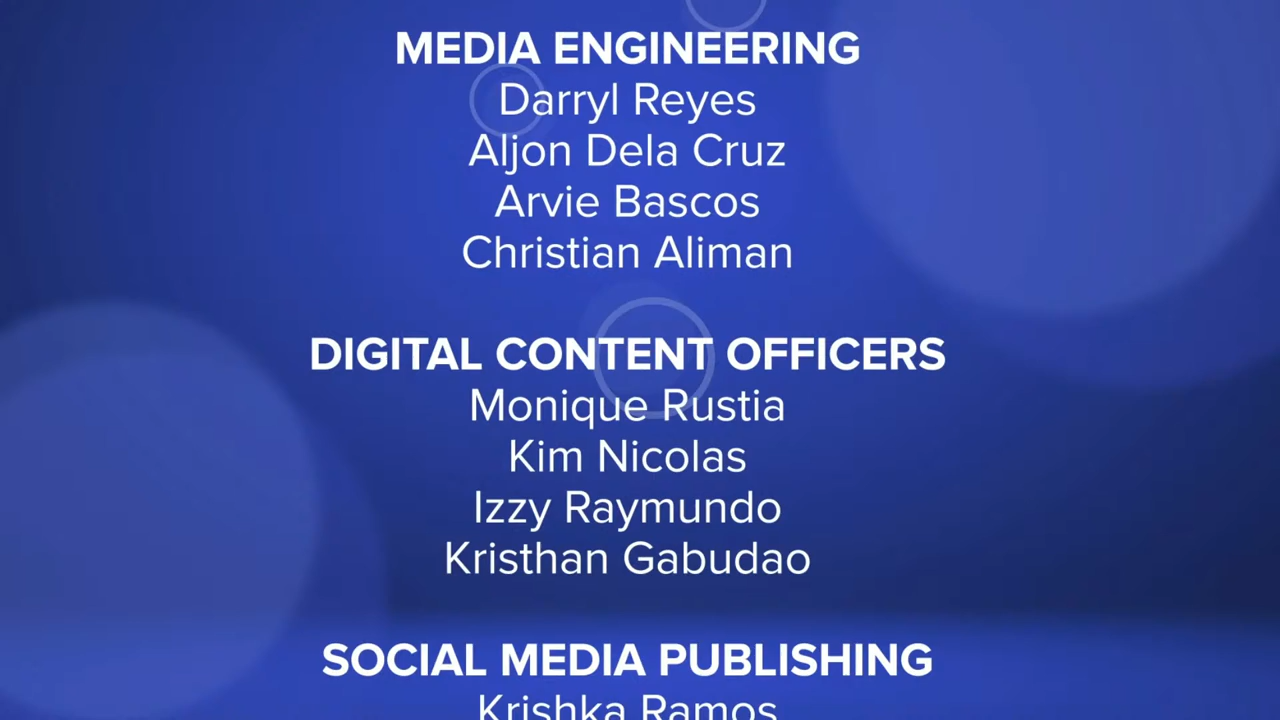 MEDIA ENGINEERING
Darryl Reyes
Aljon Dela Cruz
Arvie Bascos
Christian Aliman
DIGITAL CONTENT OFFICERS
Monique Rustia
Kim Nicolas
Izzy Raymundo
Kristhan Gabudao
SOCIAL MEDIA PUBLISHING
Krishka Ramos